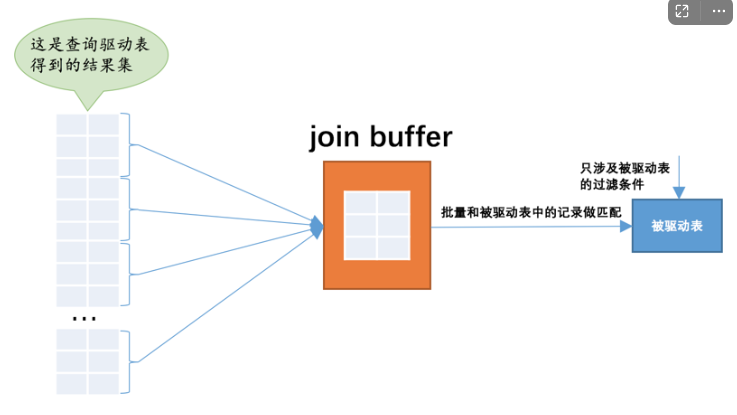 这是查询驱动表
得到的结果集
join buffer
只涉及被驱动表
的过滤条件
批量和被驱动表中的记录做匹配
被驱动表
...